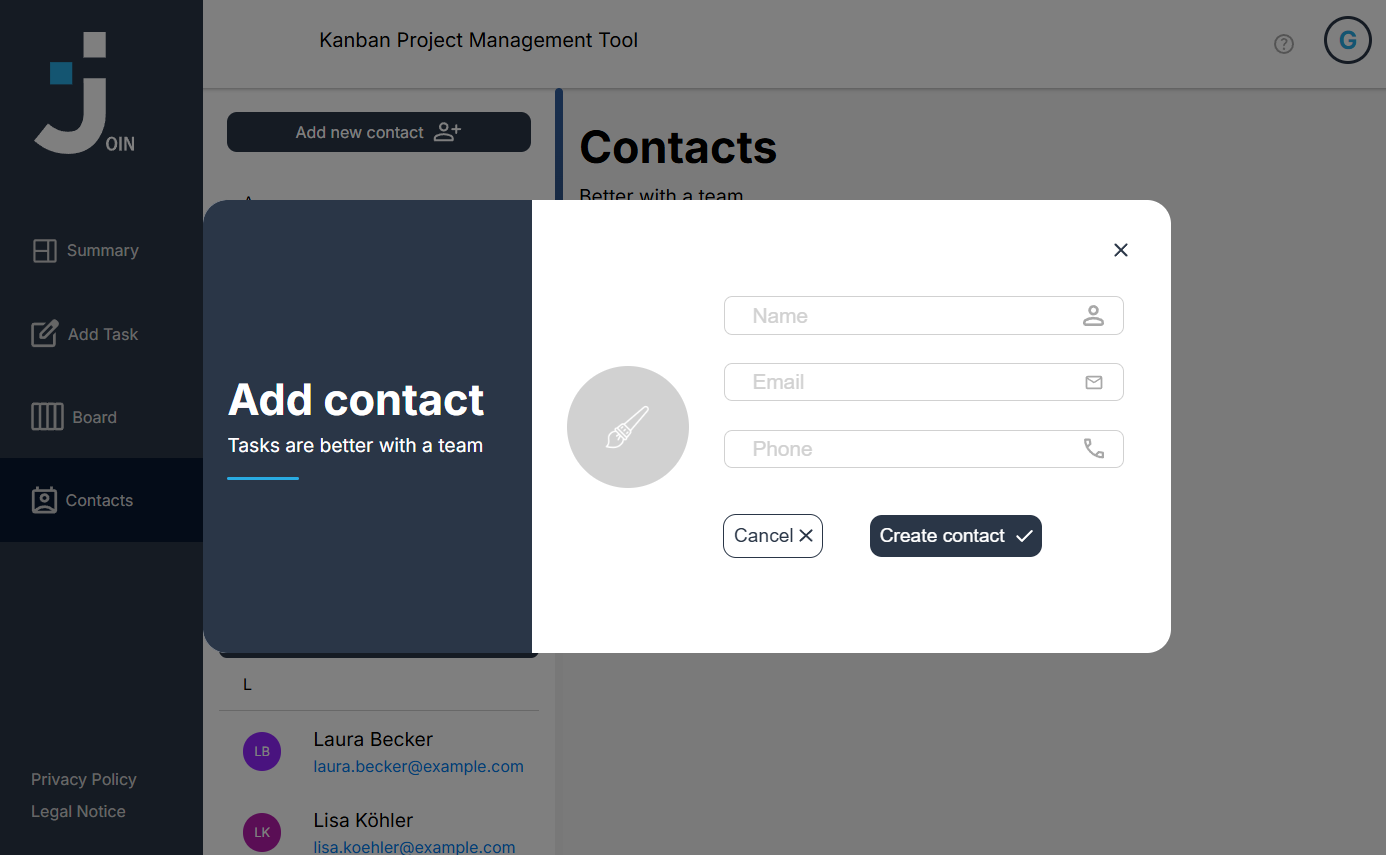 OIN
Summary
Add Task
Board
Contacts
Privacy Policy
Legal Notice
Kanban Project Management Tool
G
Add new contact
Contacts
Better with a team
Add contact
Tasks are better with a team
Name
Email
Phone
Cancel
Create contact
L
LB
Laura Becker
laura.becker@example.com
LK
Lisa Köhler
lisa.koehler@example.com